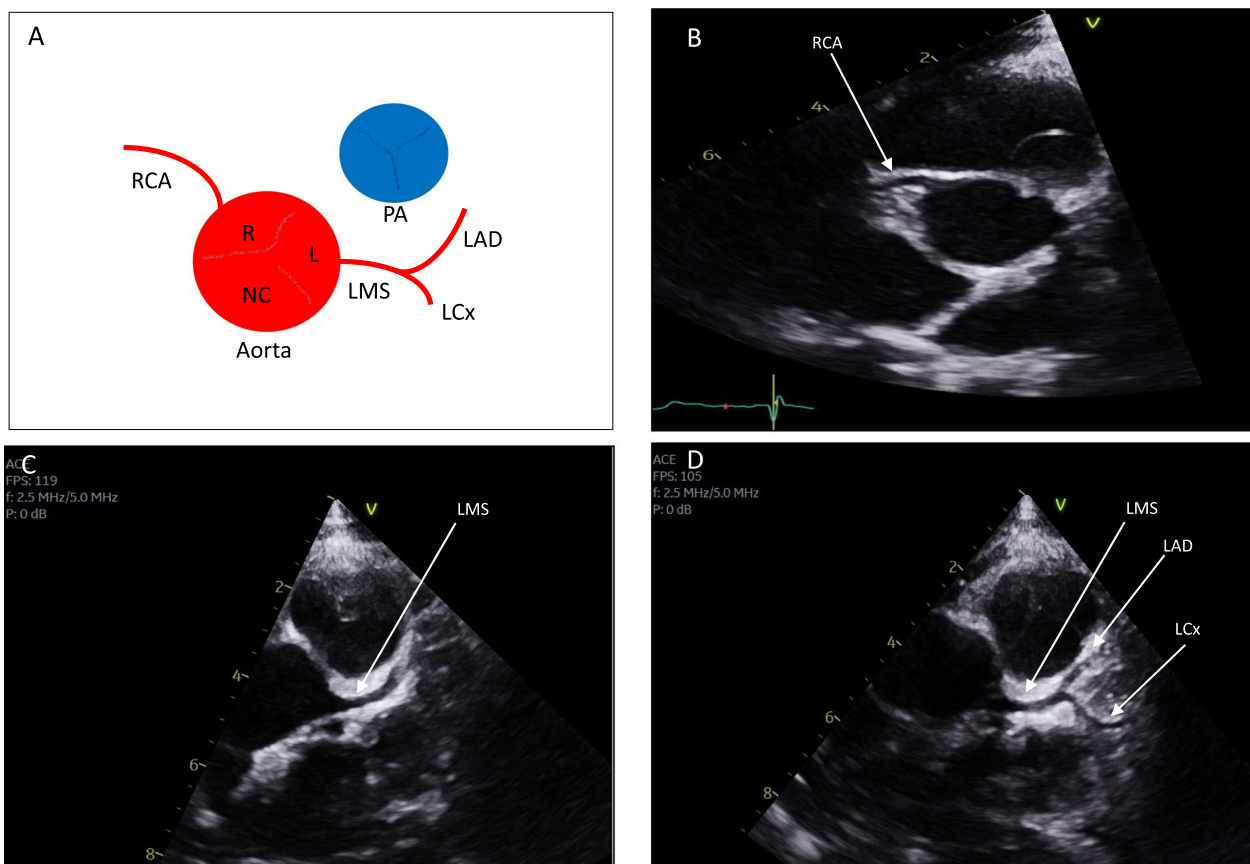 A
RCA
R
L
NC
Aorta
PA
LAD
LMS
LCx
B
RCA
2
4
6
C
ACE
FPS: 119
f: 2.5 MHz/5.0 MHz
P: 0 dB
V
LMS
2
4
6
8
D
ACE
FPS: 105
f: 2.5 MHz/5.0 MHz
P: 0 dB
V
LMS
LAD
LCx
2
4
6
8